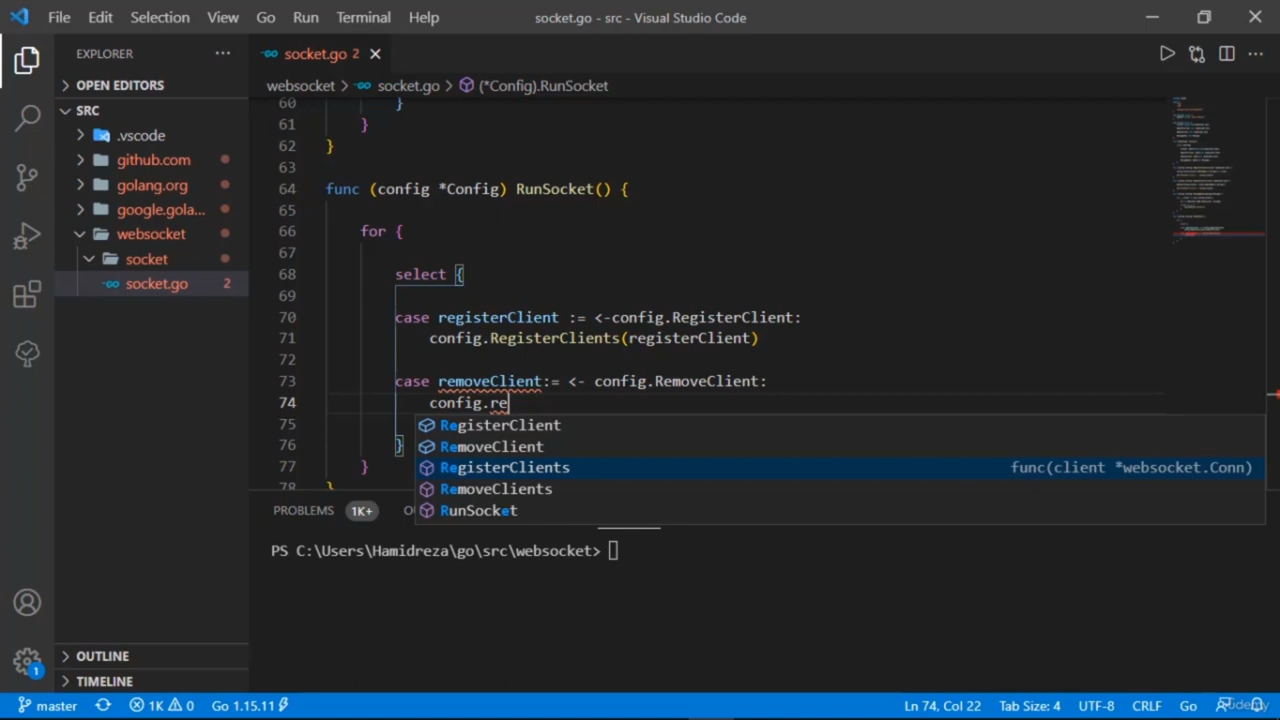 File Edit Selection View Go Run Terminal Help
socket.go - src - Visual Studio Code
EXPLORER
OPEN EDITORS
SRC
.vscode
github.com
golang.org
google.gola...
websocket
socket
socket.go 2
OUTLINE
TIMELINE
socket.go 2
websocket > socket.go > (*Config).RunSocket
60 }
61 }
62 }
63
64 func (config *Config) RunSocket() {
65
66 for {
67
68 select {
69
70 case registerClient := <-config.RegisterClient:
71 config.RegisterClients(registerClient)
72
73 case removeClient:= <- config.RemoveClient:
74 config.re
75
76 }
77 }
78 }
RegisterClient
RemoveClient
RegisterClients func(client *websocket.Conn)
RemoveClients
RunSocket
PROBLEMS 1K+
PS C:\Users\Hamidreza\go\src\websocket>
1
master 1K 0 Go 1.15.11 Ln 74, Col 22 Tab Size: 4 UTF-8 CRLF Go
Udemy